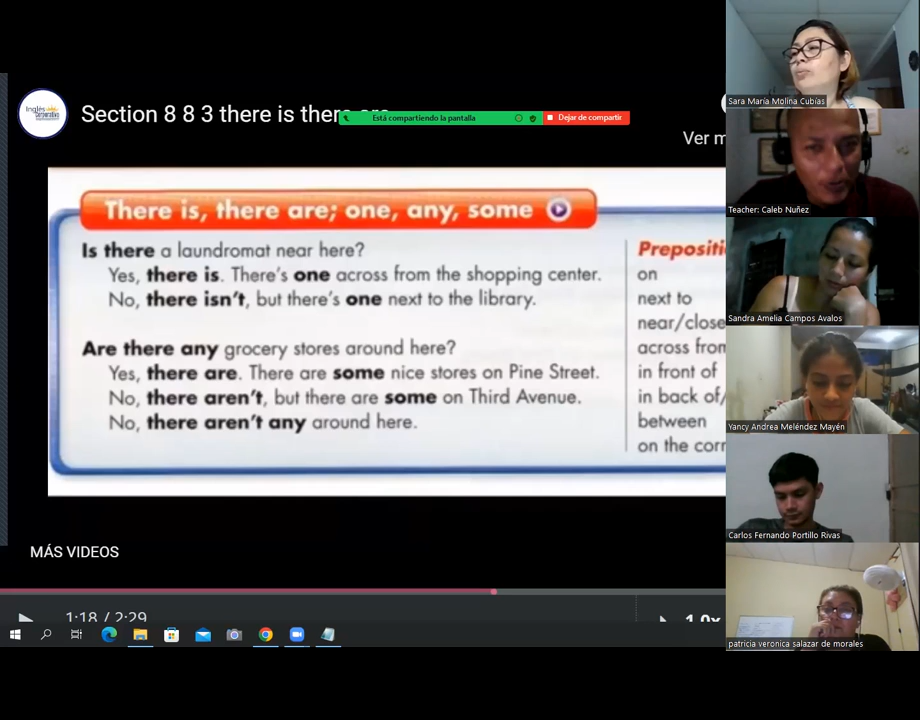 Inglés
Corporativo
Section 8 8 3 there is there are
Está compartiendo la pantalla
Dejar de compartir
Ver m
There is, there are; one, any, some
Is there a laundromat near here?
Yes, there is. There's one across from the shopping center.
No, there isn't, but there's one next to the library.
Are there any grocery stores around here?
Yes, there are. There are some nice stores on Pine Street.
No, there aren't, but there are some on Third Avenue.
No, there aren't any around here.
Prepositi
on
next to
near/close
across from
in front of
in back of/
between
on the corn
MÁS VIDEOS
1:18 / 2:29
1.0x
Sara María Molina Cubías
Teacher: Caleb Nuñez
Sandra Amelia Campos Avalos
Yancy Andrea Meléndez Mayén
Carlos Fernando Portillo Rivas
patricia veronica salazar de morales